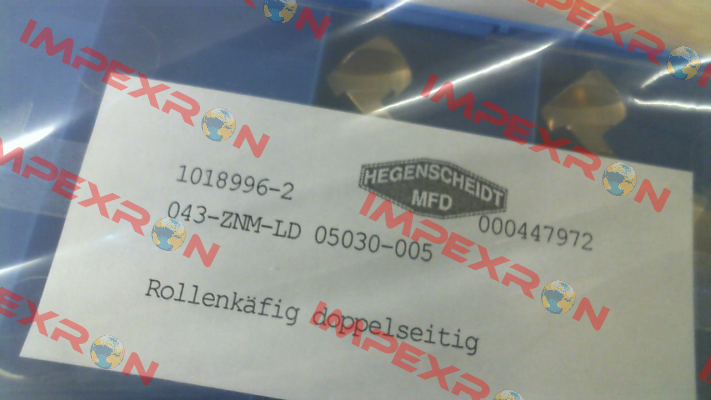 1018996-2
HEGENSCHEIDT
MFD
000447972
043-ZNM-LD 05030-005
Rollenkäfig doppelseitig
IMPEXRON
IMPEXRON
IMPEXRON
IMPEXRON
IMPEXRON
IMPEXRON
IMPEXRON
IMPEXRON